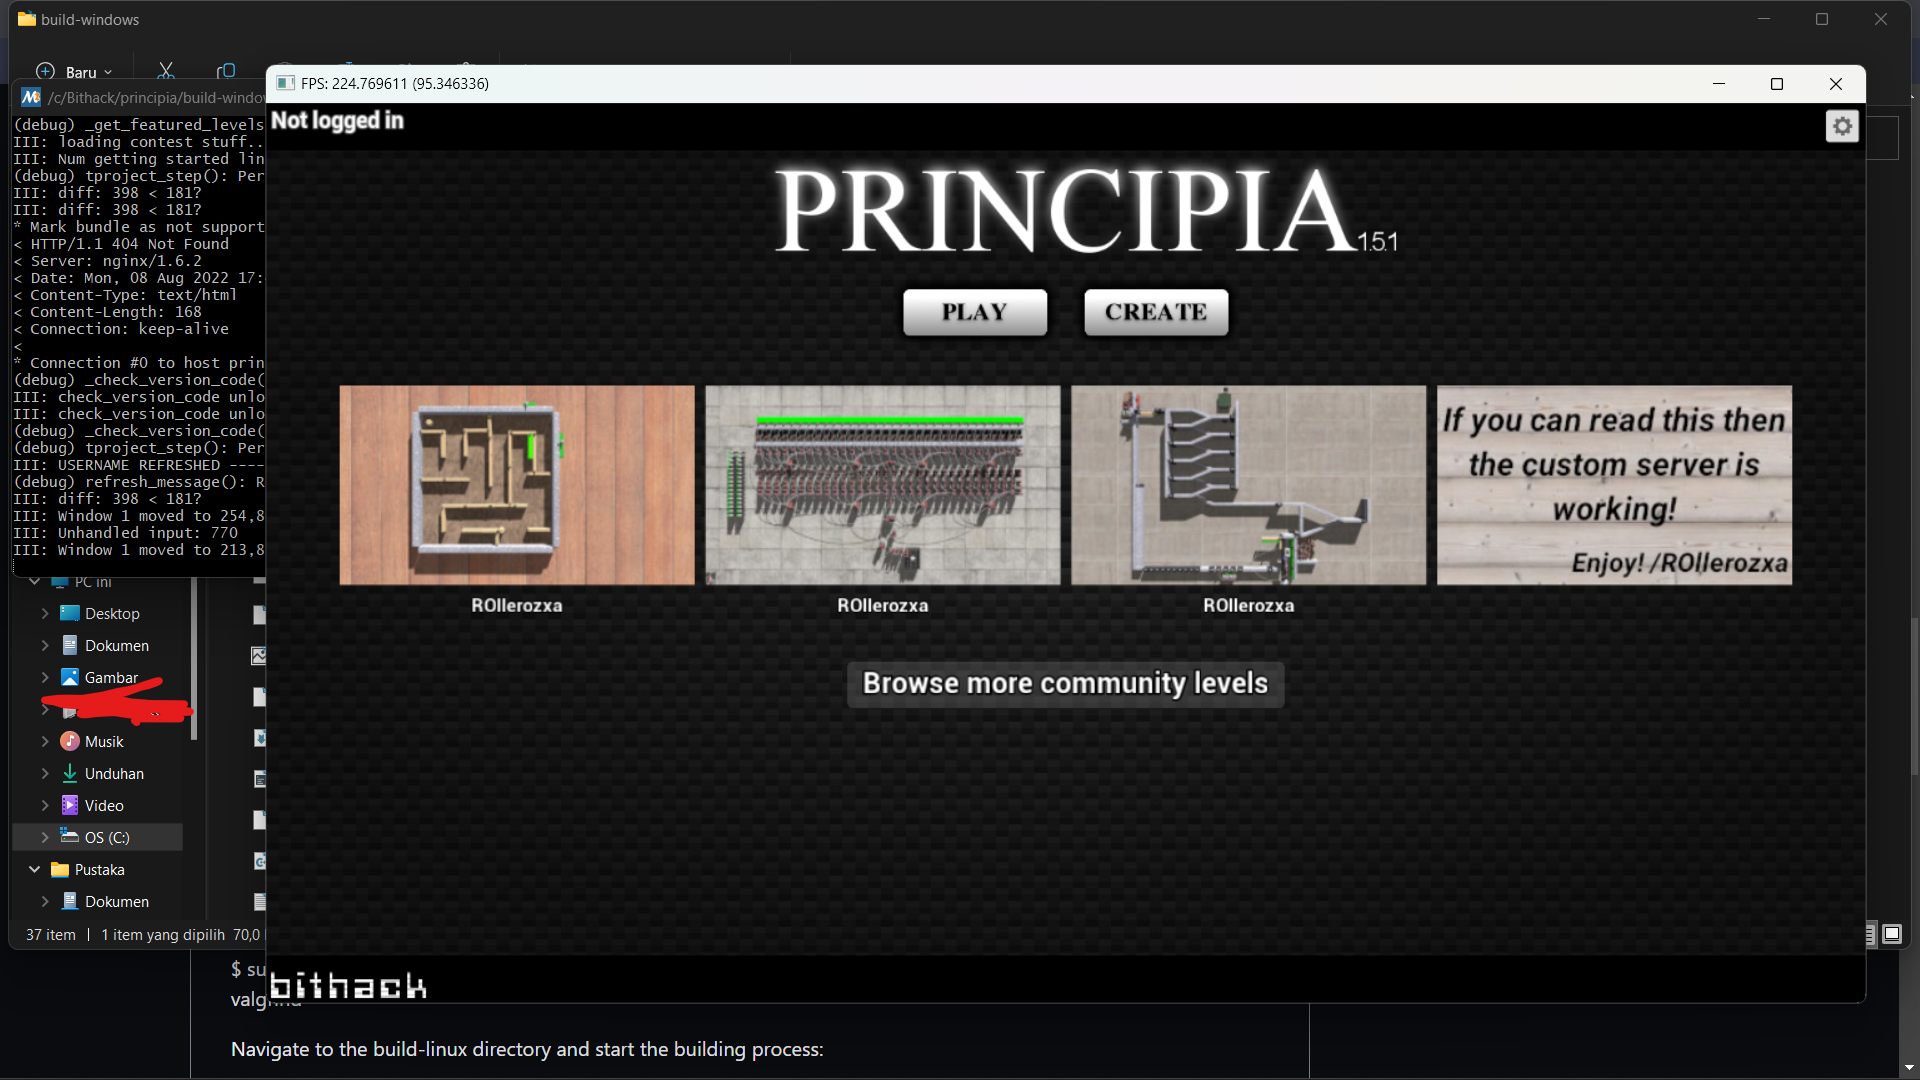 build-windows
Baru
/c/Bithack/principia/build-window
(debug) _get_featured_levels
III: loading contest stuff..
III: Num getting started lin
(debug) tproject_step(): Per
III: diff: 398 < 181?
III: diff: 398 < 181?
* Mark bundle as not support
< HTTP/1.1 404 Not Found
< Server: nginx/1.6.2
< Date: Mon, 08 Aug 2022 17:
< Content-Type: text/html
< Content-Length: 168
< Connection: keep-alive
<
* Connection #0 to host prin
(debug) _check_version_code(
III: check_version_code unlo
III: check_version_code unlo
(debug) _check_version_code(
(debug) tproject_step(): Per
III: USERNAME REFRESHED ----
(debug) refresh_message(): R
III: diff: 398 < 181?
III: Window 1 moved to 254,8
III: Unhandled input: 770
III: Window 1 moved to 213,8
PC Ini
Desktop
Dokumen
Gambar
Musik
Unduhan
Video
OS (C:)
Pustaka
Dokumen
37 item
1 item yang dipilih 70,0
FPS: 224.769611 (95.346336)
Not logged in
PRINCIPIA 1.5.1
PLAY
CREATE
If you can read this then
the custom server is
working!
Enjoy! /ROllerozxa
ROllerozxa
ROllerozxa
ROllerozxa
Browse more community levels
bithack
$ su
valgrind
Navigate to the build-linux directory and start the building process: